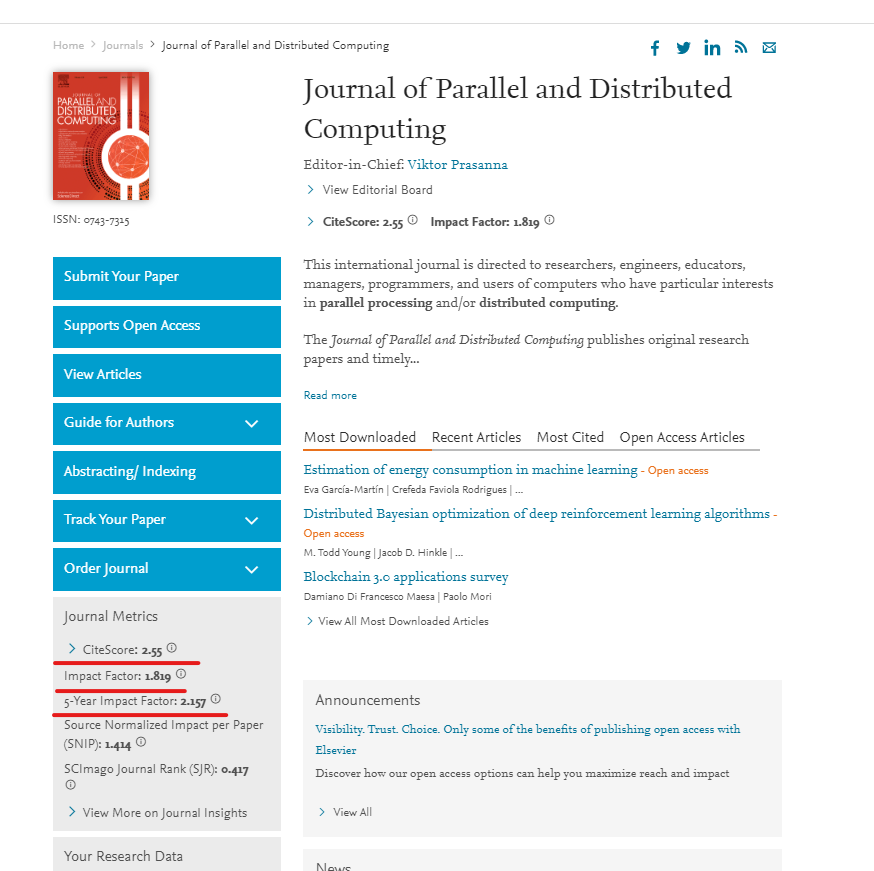 Home > Journals > Journal of Parallel and Distributed Computing
JOURNAL OF
PARALLEL AND
DISTRIBUTED
COMPUTING
ISSN: 0743-7315
Journal of Parallel and Distributed
Computing
Editor-in-Chief: Viktor Prasanna
> View Editorial Board
> CiteScore: 2.55 Impact Factor: 1.819
This international journal is directed to researchers, engineers, educators,
managers, programmers, and users of computers who have particular interests
in parallel processing and/or distributed computing.
The Journal of Parallel and Distributed Computing publishes original research
papers and timely...
Read more
Submit Your Paper
Supports Open Access
View Articles
Guide for Authors
Abstracting/ Indexing
Track Your Paper
Order Journal
Journal Metrics
> CiteScore: 2.55
Impact Factor: 1.819
5-Year Impact Factor: 2.157
Source Normalized Impact per Paper
(SNIP): 1.414
SCImago Journal Rank (SJR): 0.417
> View More on Journal Insights
Your Research Data
Most Downloaded Recent Articles Most Cited Open Access Articles
Estimation of energy consumption in machine learning - Open access
Eva García-Martín | Crefeda Faviola Rodrigues | ...
Distributed Bayesian optimization of deep reinforcement learning algorithms -
Open access
M. Todd Young | Jacob D. Hinkle | ...
Blockchain 3.0 applications survey
Damiano Di Francesco Maesa | Paolo Mori
> View All Most Downloaded Articles
Announcements
Visibility. Trust. Choice. Only some of the benefits of publishing open access with
Elsevier
Discover how our open access options can help you maximize reach and impact
> View All
News